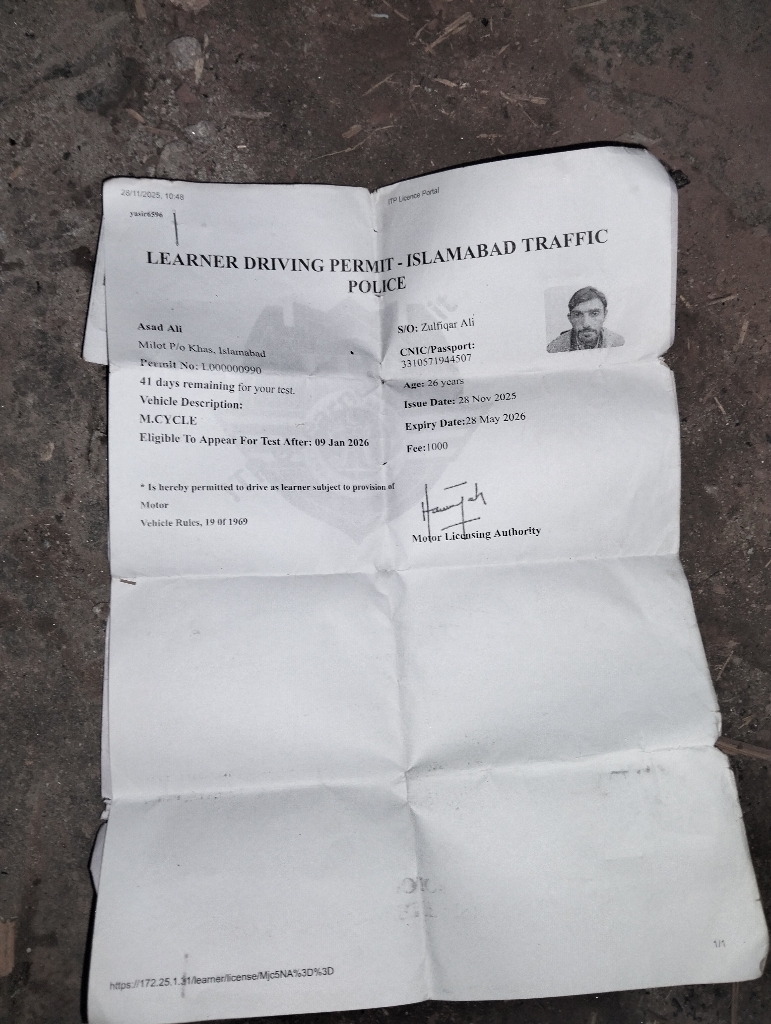 28/11/2025, 10:48
ITP Licence Portal
yasir6596
LEARNER DRIVING PERMIT - ISLAMABAD TRAFFIC
POLICE
Asad Ali
S/O: Zulfiqar Ali
Milot P/o Khas, Islamabad
CNIC/Passport:
3310571944507
Permit No: L000000990
41 days remaining for your test.
Age: 26 years
Vehicle Description:
Issue Date: 28 Nov 2025
M.CYCLE
Expiry Date:28 May 2026
Eligible To Appear For Test After: 09 Jan 2026
Fee:1000
* Is hereby permitted to drive as learner subject to provision of
Motor
Vehicle Rules, 19 0f 1969
Motor Licensing Authority
https://172.25.1.31/learner/license/Mjc5NA%3D%3D
1/1